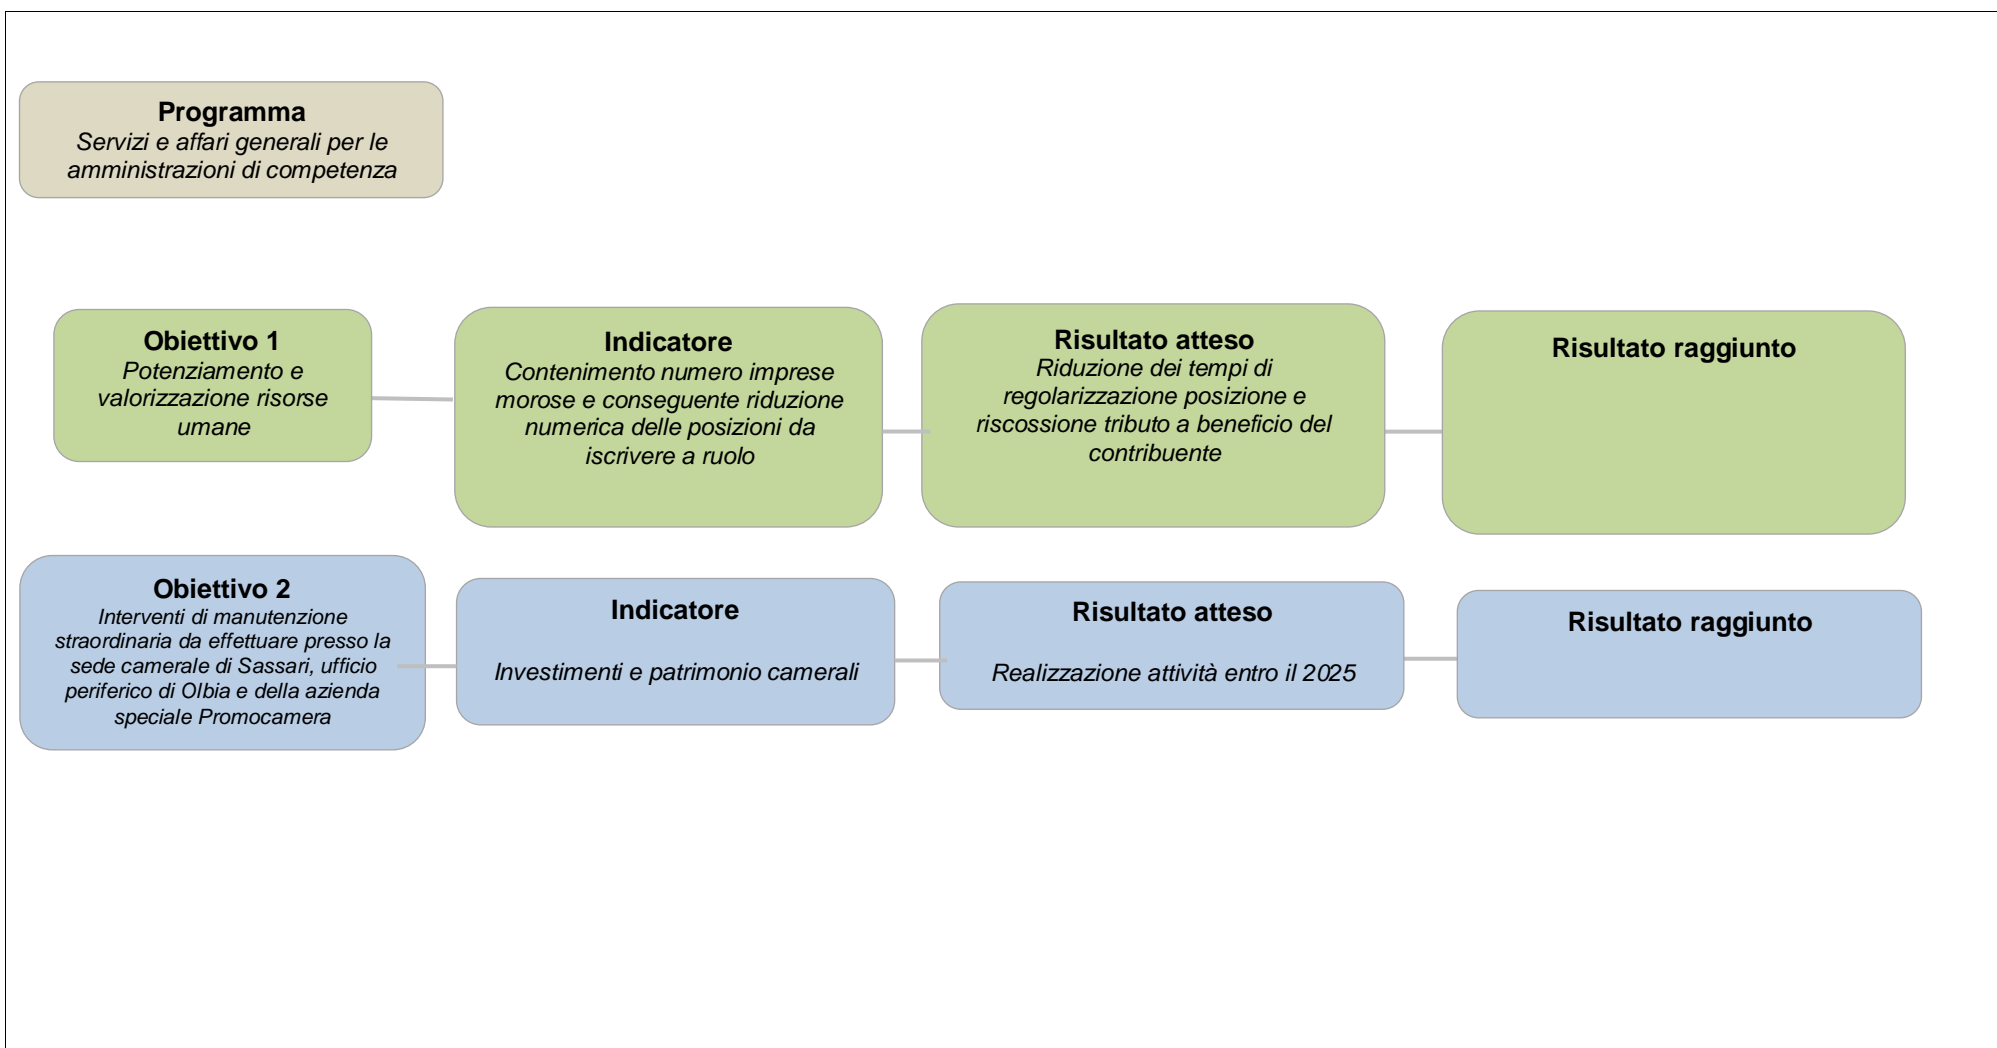 Programma
Servizi e affari generali per le
amministrazioni di competenza
Obiettivo 1
Potenziamento e
valorizzazione risorse
umane
Indicatore
Contenimento numero imprese
morose e conseguente riduzione
numerica delle posizioni da
iscrivere a ruolo
Risultato atteso
Riduzione dei tempi di
regolarizzazione posizione e
riscossione tributo a beneficio del
contribuente
Risultato raggiunto
Obiettivo 2
Interventi di manutenzione
straordinaria da effettuare presso la
sede camerale di Sassari, ufficio
periferico di Olbia e della azienda
speciale Promocamera
Indicatore
Investimenti e patrimonio camerali
Risultato atteso
Realizzazione attività entro il 2025
Risultato raggiunto